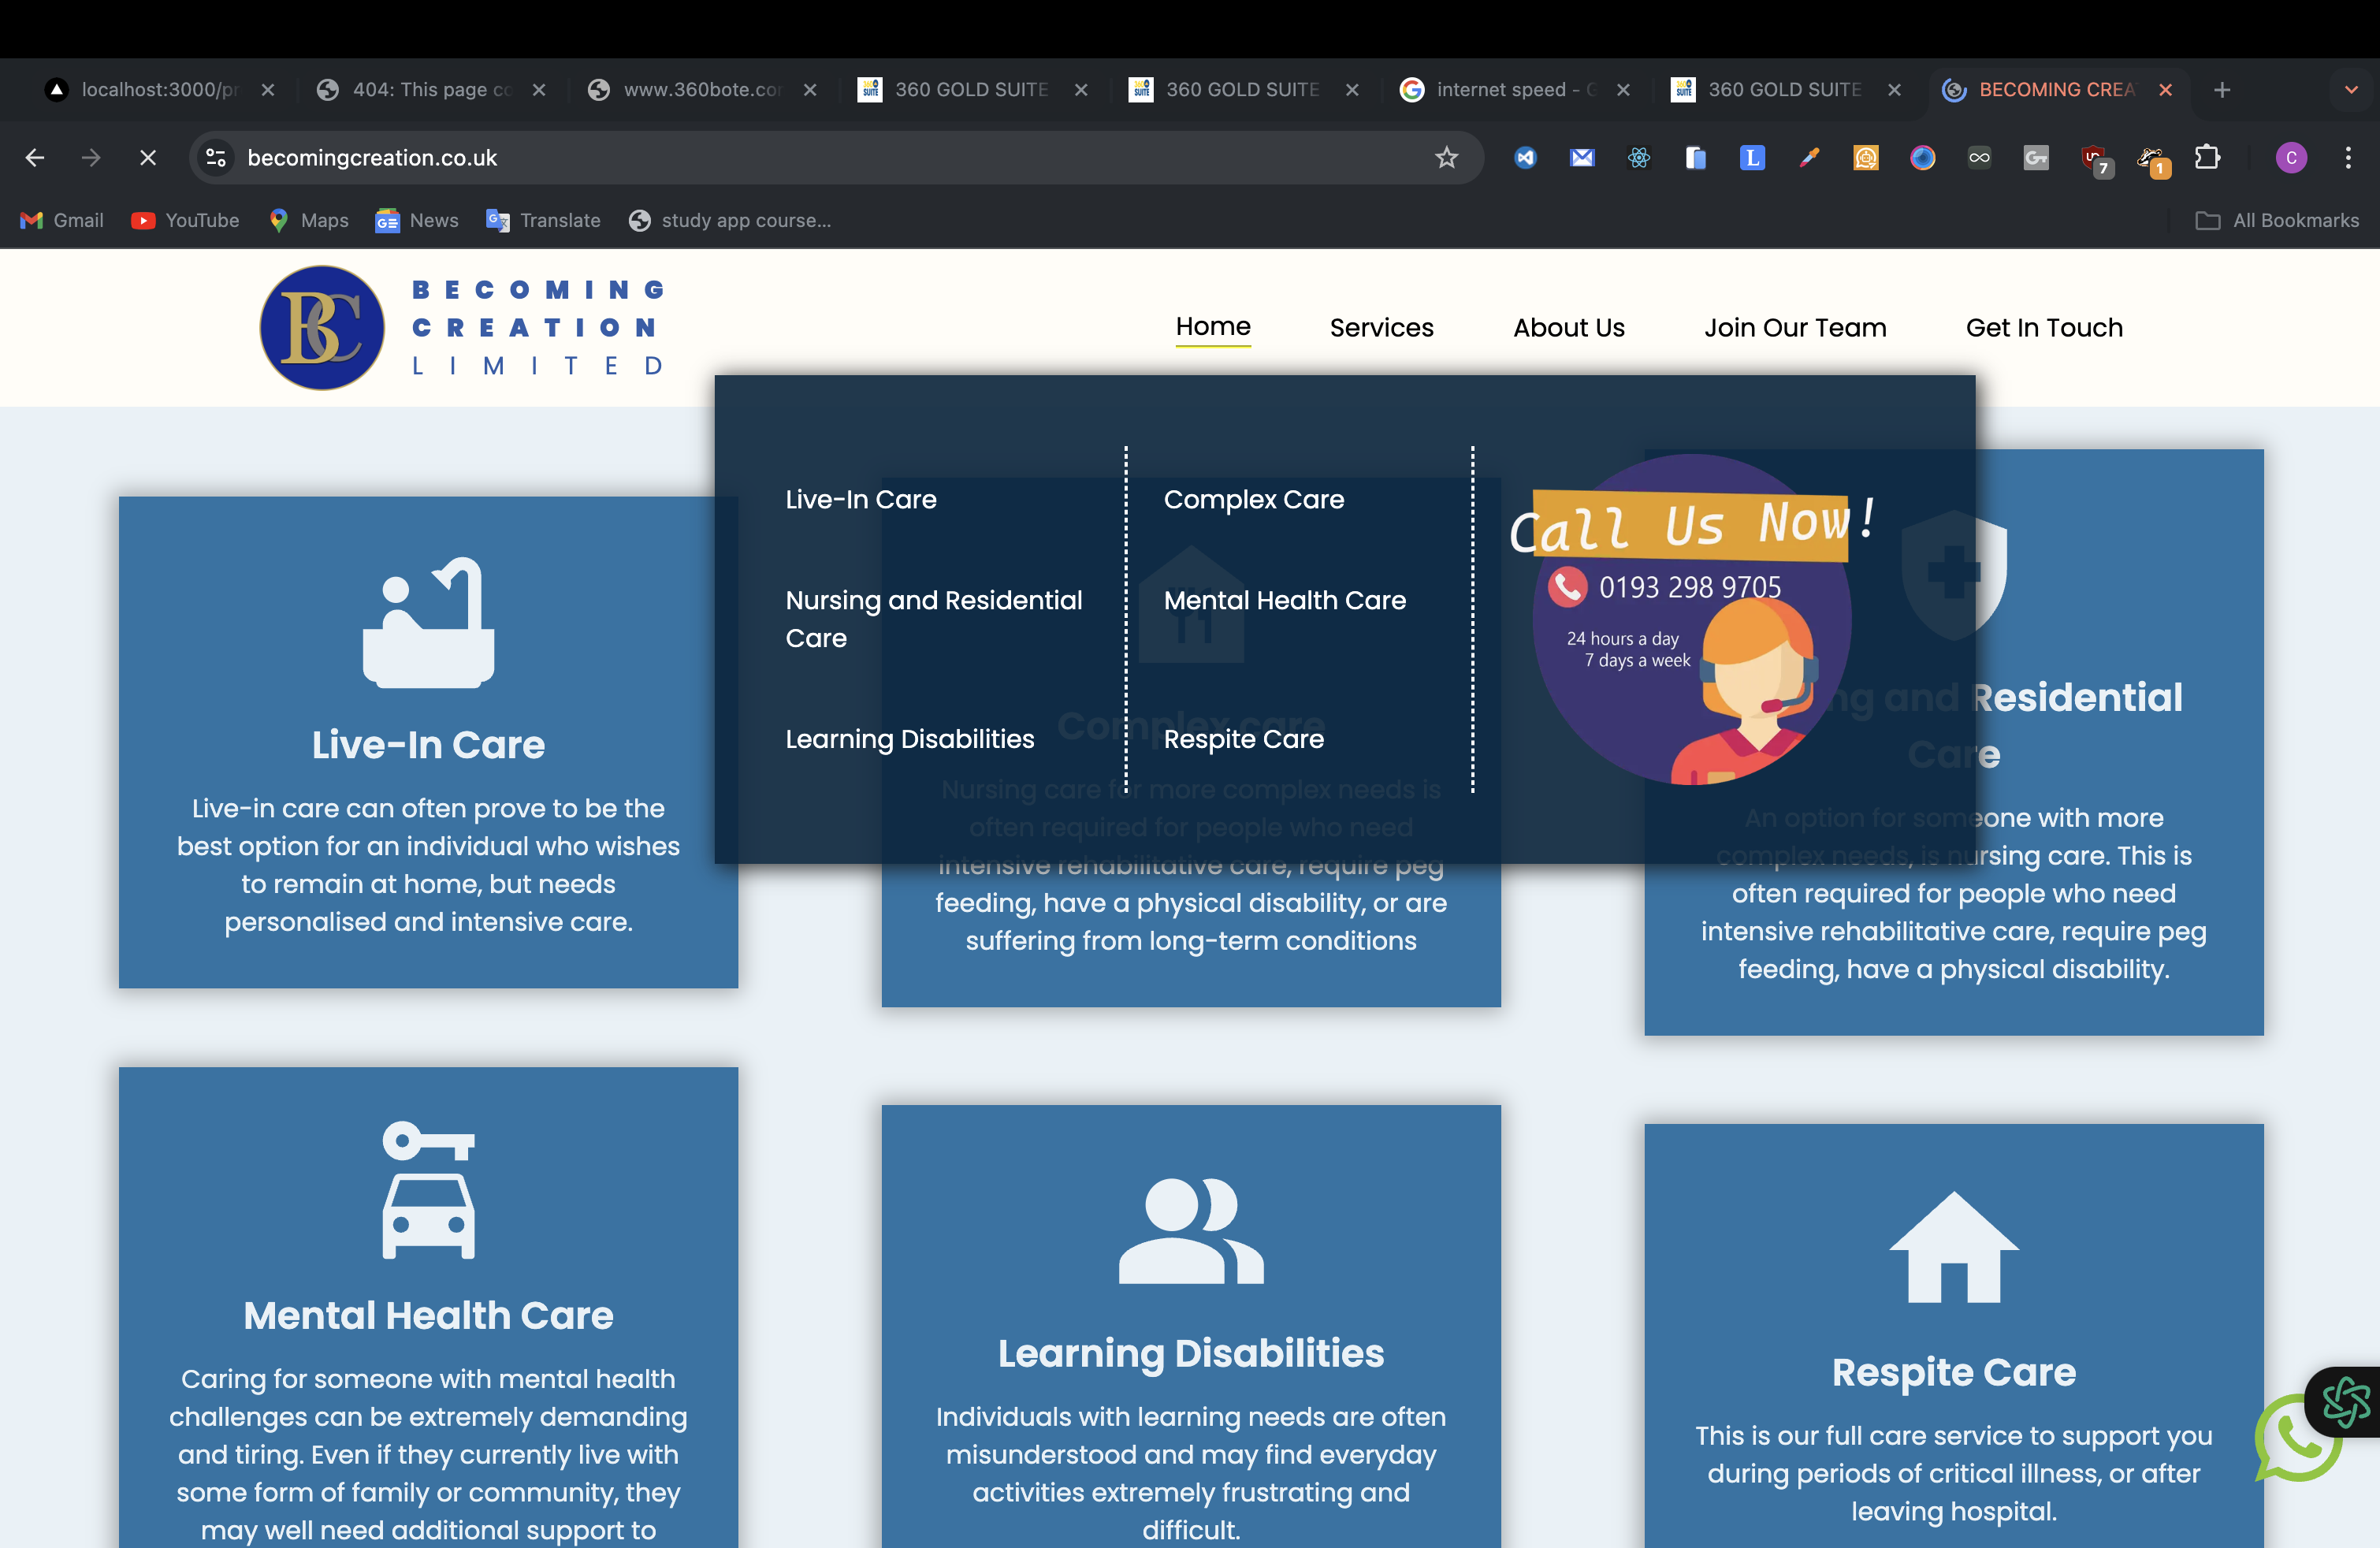 localhost:3000/pr
404: This page co
www.360bote.com
360 GOLD SUITE
360 GOLD SUITE
internet speed - G
360 GOLD SUITE
BECOMING CREA
becomingcreation.co.uk
L
7
1
C
Gmail
YouTube
Maps
News
Translate
study app course...
All Bookmarks
BC
BECOMING
CREATION
LIMITED
Home
Services
About Us
Join Our Team
Get In Touch
Live-In Care
Nursing and Residential
Care
Learning Disabilities
Complex Care
Mental Health Care
Respite Care
Call Us Now!
0193 298 9705
24 hours a day
7 days a week
Live-In Care
Live-in care can often prove to be the
best option for an individual who wishes
to remain at home, but needs
personalised and intensive care.
Complex care
Nursing care for more complex needs is
often required for people who need
intensive rehabilitative care, require peg
feeding, have a physical disability, or are
suffering from long-term conditions
ng and Residential
Care
An option for someone with more
complex needs, is nursing care. This is
often required for people who need
intensive rehabilitative care, require peg
feeding, have a physical disability.
Mental Health Care
Caring for someone with mental health
challenges can be extremely demanding
and tiring. Even if they currently live with
some form of family or community, they
may well need additional support to
Learning Disabilities
Individuals with learning needs are often
misunderstood and may find everyday
activities extremely frustrating and
difficult.
Respite Care
This is our full care service to support you
during periods of critical illness, or after
leaving hospital.